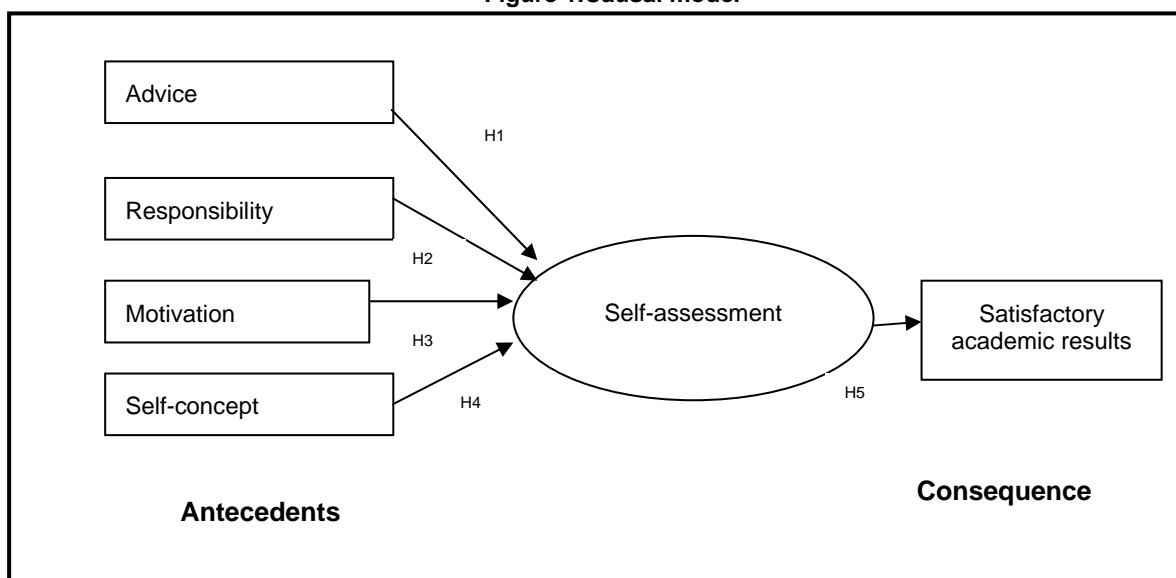 Figure 1.Causal model
Advice
H1
Responsibility
H2
Motivation
H3
Self-concept
H4
Self-assessment
H5
Satisfactory
academic results
Antecedents
Consequence